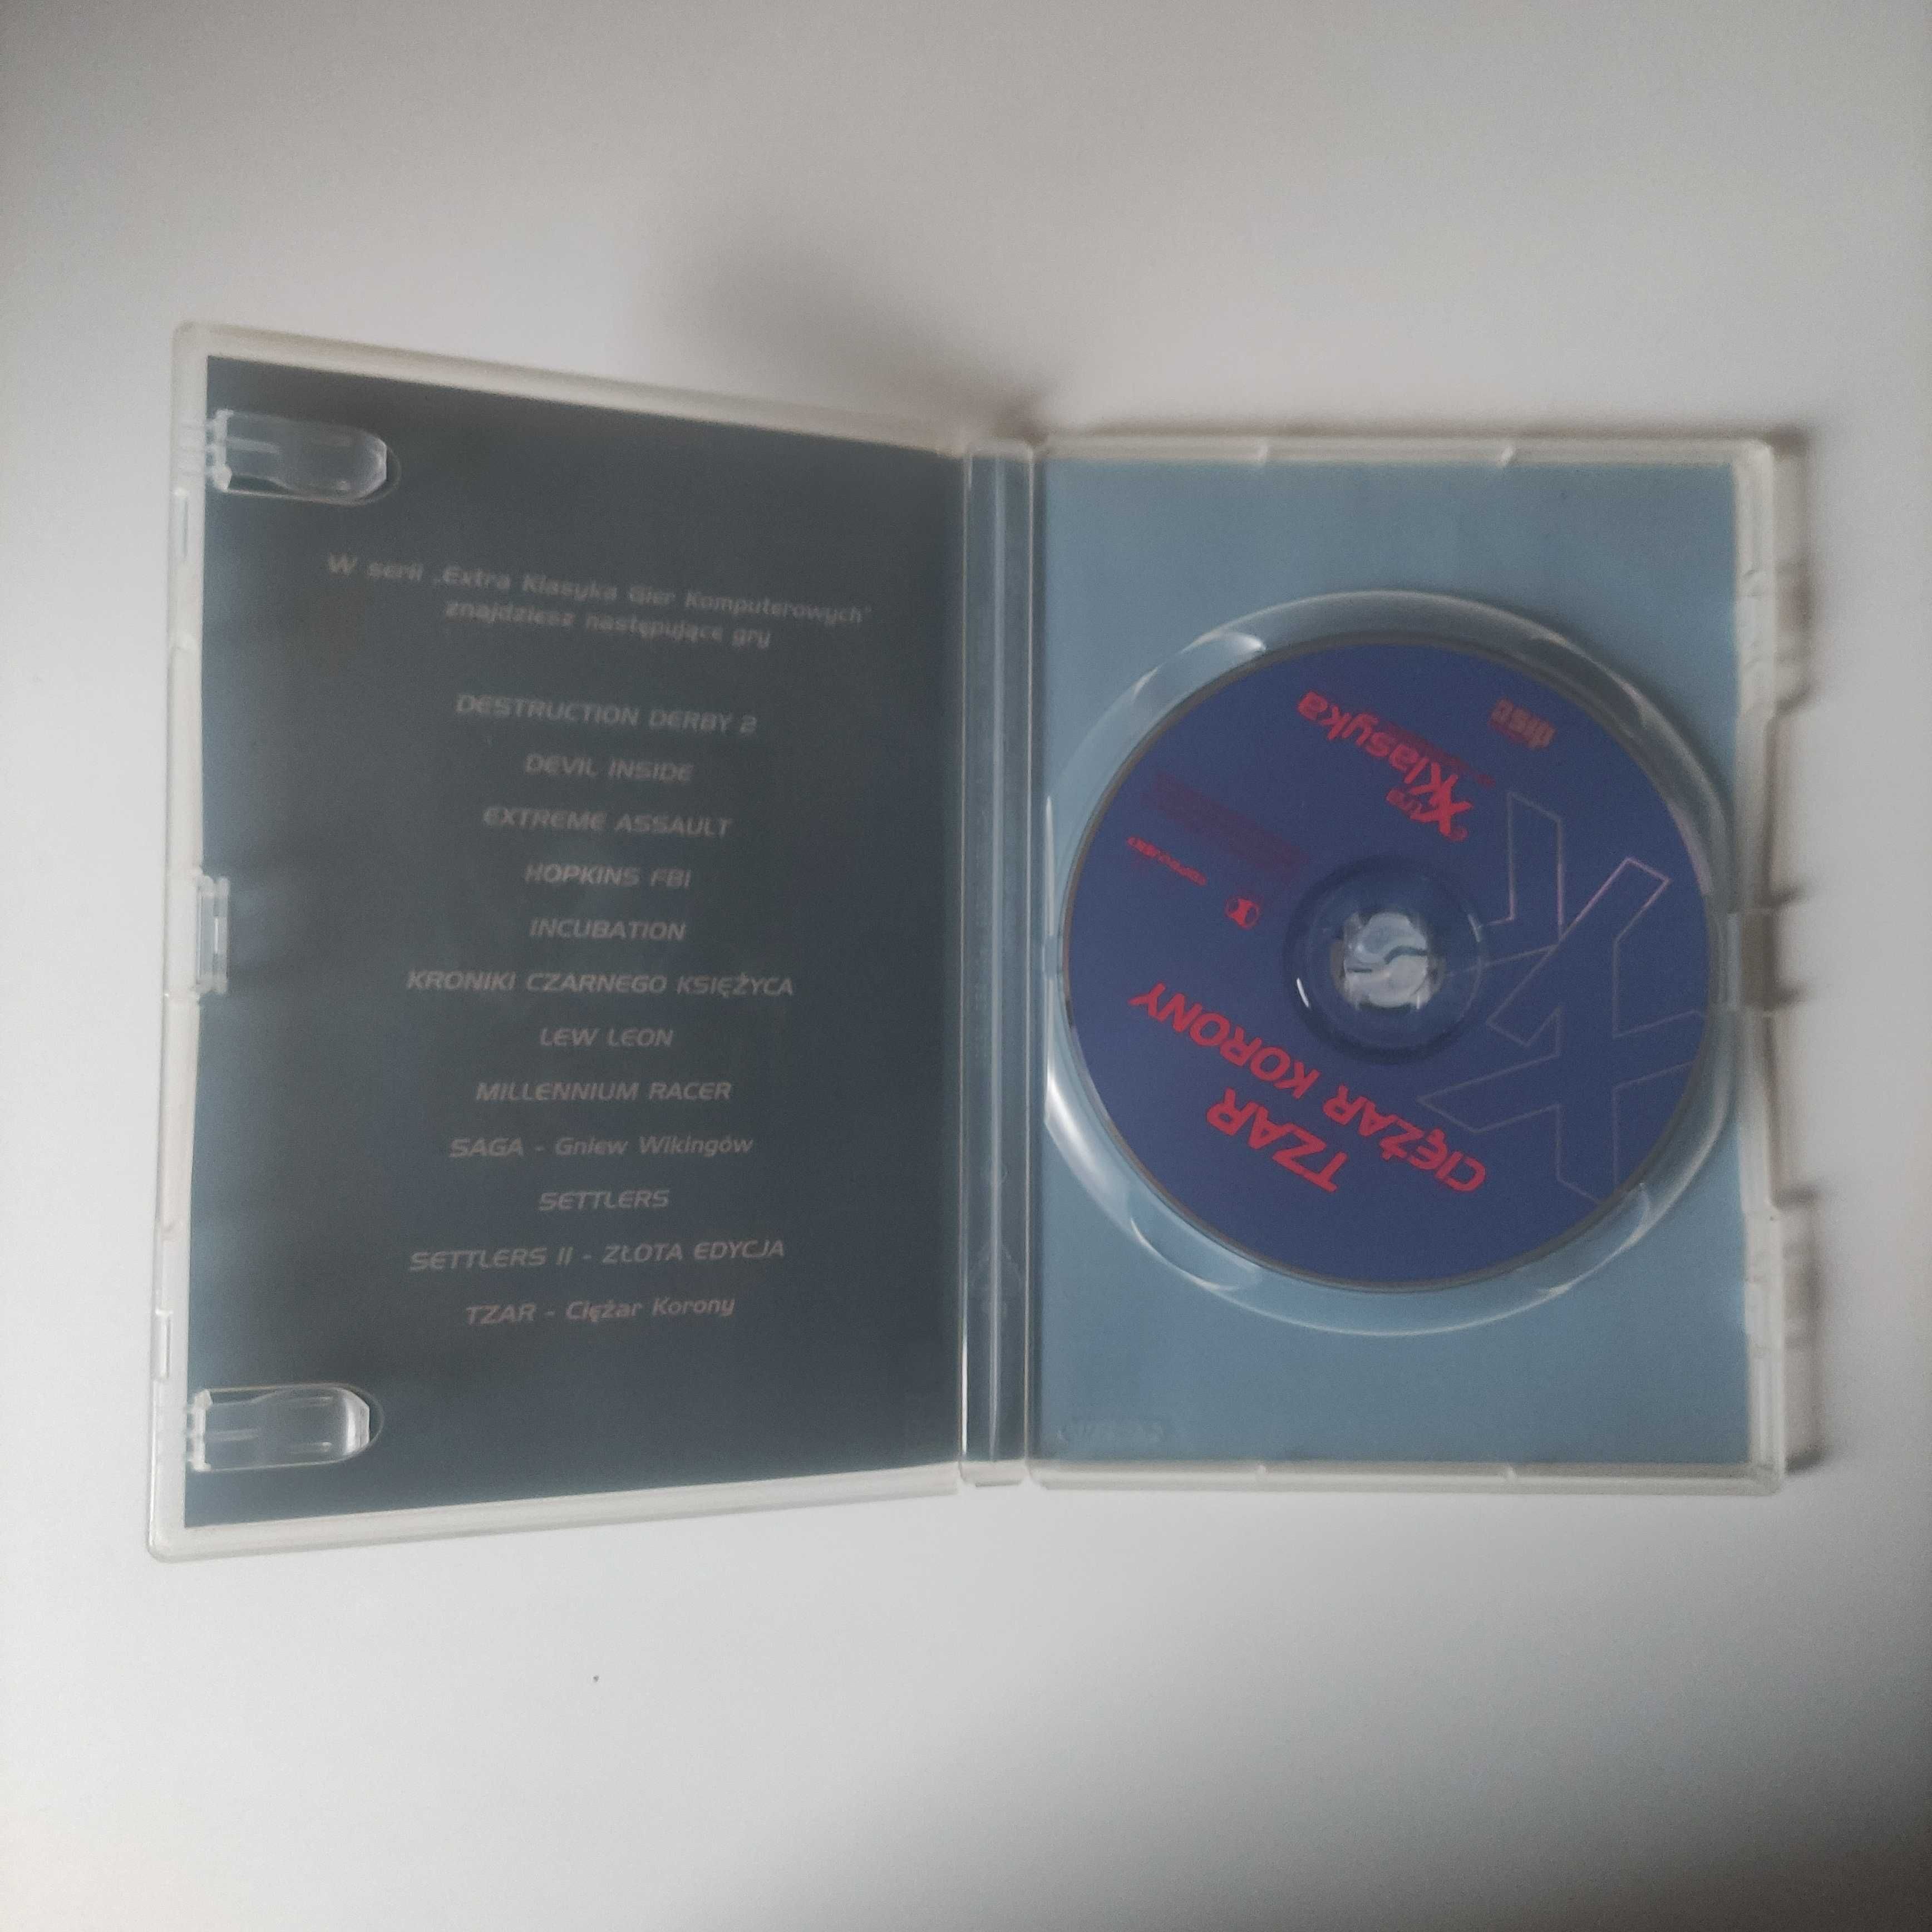 W serii „Extra Klasyka Gier Komputerowych"
znajdziesz następujące gry
DESTRUCTION DERBY 2
DEVIL INSIDE
EXTREME ASSAULT
HOPKINS FBI
INCUBATION
KRONIKI CZARNEGO KSIĘŻYCA
LEW LEON
MILLENNIUM RACER
SAGA - Gniew Wikingów
SETTLERS
SETTLERS II - ZŁOTA EDYCJA
TZAR - Ciężar Korony
TZAR
CIĘŻAR KORONY
Xtra
Klasyka
disc